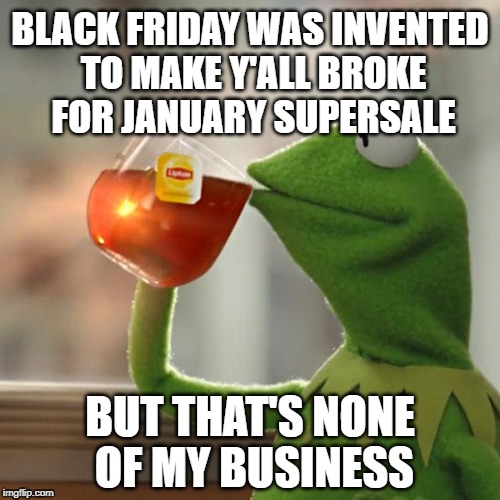 BLACK FRIDAY WAS INVENTED
TO MAKE Y'ALL BROKE
FOR JANUARY SUPERSALE
Lipton
BUT THAT'S NONE
OF MY BUSINESS
imgflip.com